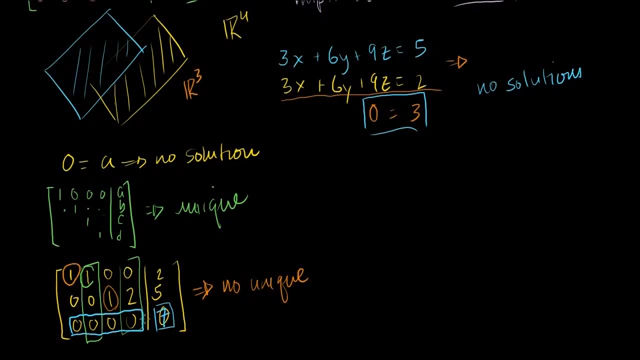 ℝ⁴
ℝ³
3x + 6y + 9z = 5
3x + 6y + 9z = 2
0 = 3
⇒ no solutions
0 = a ⇒ no solution
1 0 0 0 | a
· 1 · · | b
1 | c
1 | d
⇒ unique
1 1 0 0 | 2
0 0 1 2 | 5
0 0 0 0 |
⇒ no unique